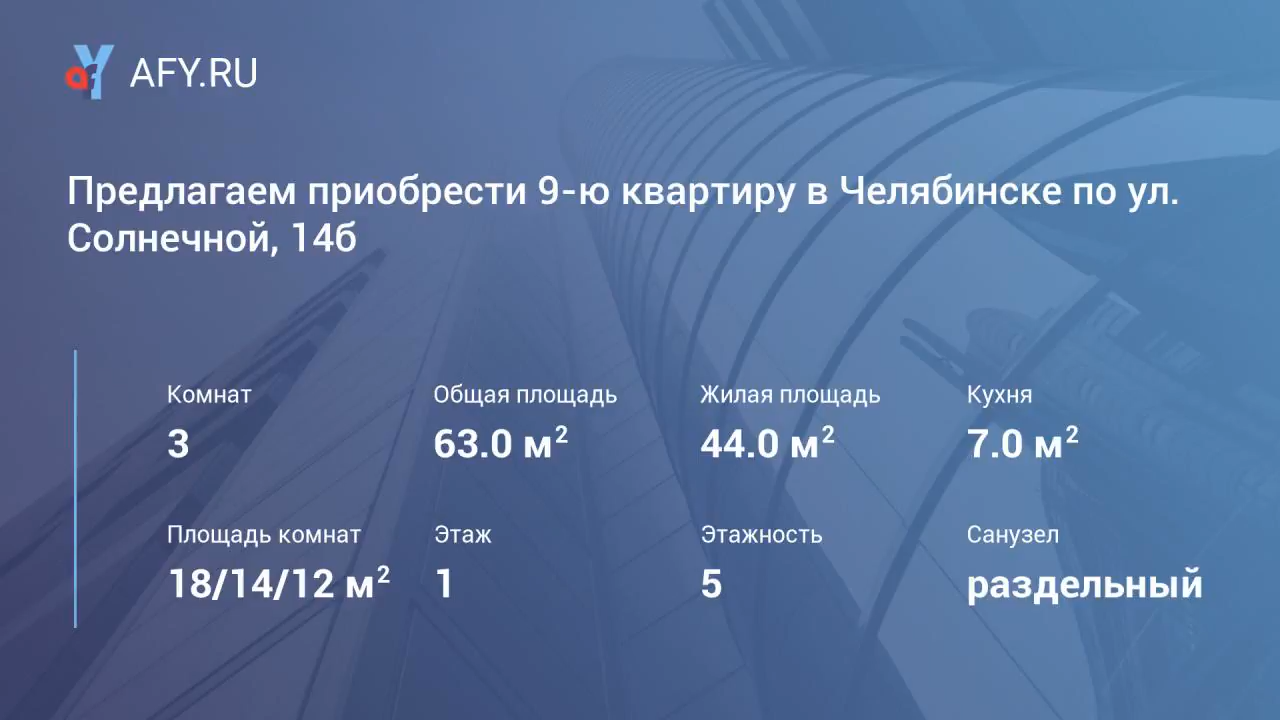 AFY.RU
Предлагаем приобрести 9-ю квартиру в Челябинске по ул.
Солнечной, 14б
Комнат
3
Общая площадь
63.0 м²
Жилая площадь
44.0 м²
Кухня
7.0 м²
Площадь комнат
18/14/12 м²
Этаж
1
Этажность
5
Санузел
раздельный